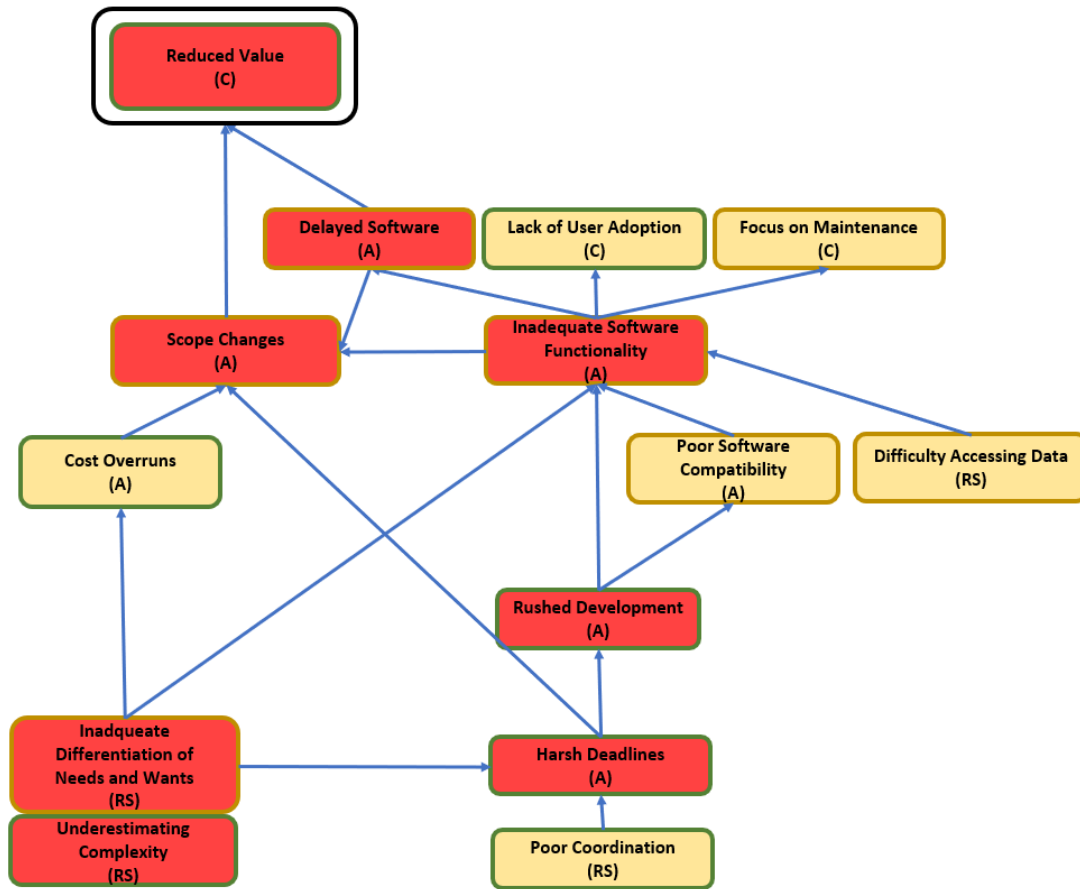 Reduced Value
(C)
Delayed Software
(A)
Lack of User Adoption
(C)
Focus on Maintenance
(C)
Scope Changes
(A)
Inadequate Software
Functionality
(A)
Cost Overruns
(A)
Poor Software
Compatibility
(A)
Difficulty Accessing Data
(RS)
Rushed Development
(A)
Inadqueate
Differentiation of
Needs and Wants
(RS)
Harsh Deadlines
(A)
Underestimating
Complexity
(RS)
Poor Coordination
(RS)